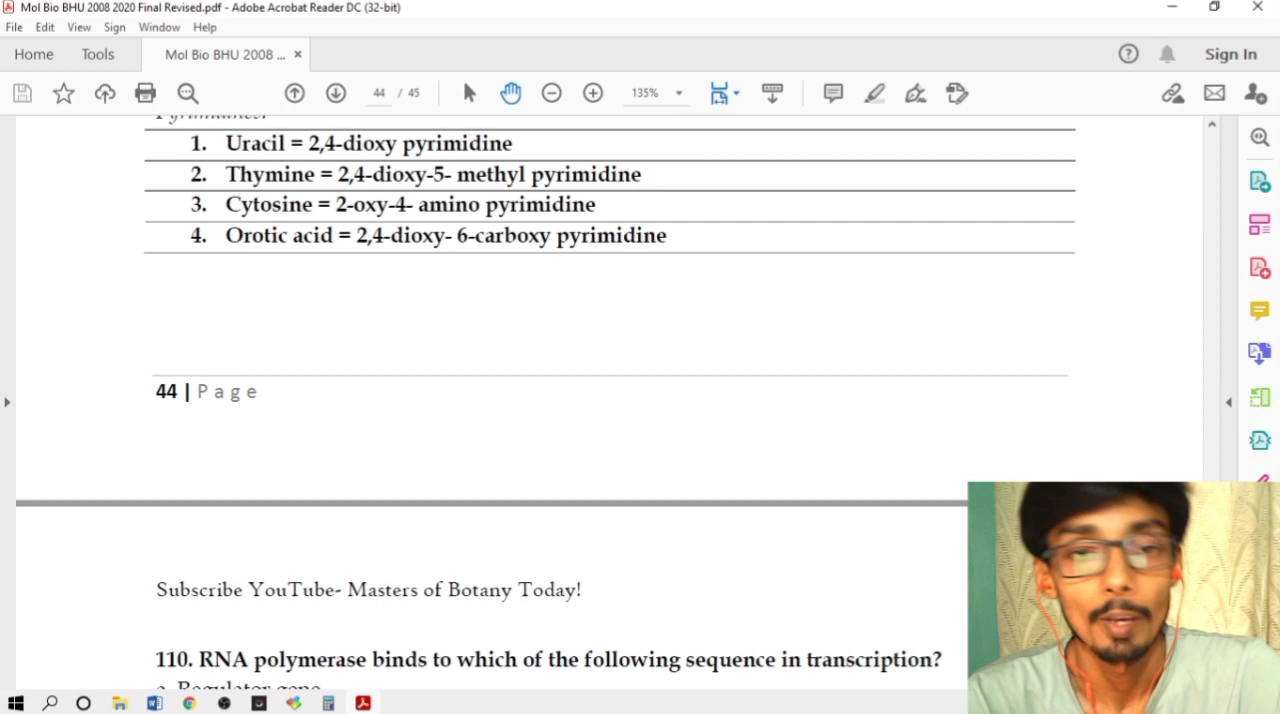 Mol Bio BHU 2008 2020 Final Revised.pdf - Adobe Acrobat Reader DC (32-bit)
File Edit View Sign Window Help
Home Tools Mol Bio BHU 2008 ... × Sign In
44 / 45 135%
Pyrimidines:
1. Uracil = 2,4-dioxy pyrimidine
2. Thymine = 2,4-dioxy-5- methyl pyrimidine
3. Cytosine = 2-oxy-4- amino pyrimidine
4. Orotic acid = 2,4-dioxy- 6-carboxy pyrimidine
44 | Page
Subscribe YouTube- Masters of Botany Today!
110. RNA polymerase binds to which of the following sequence in transcription?
a. Regulator gene